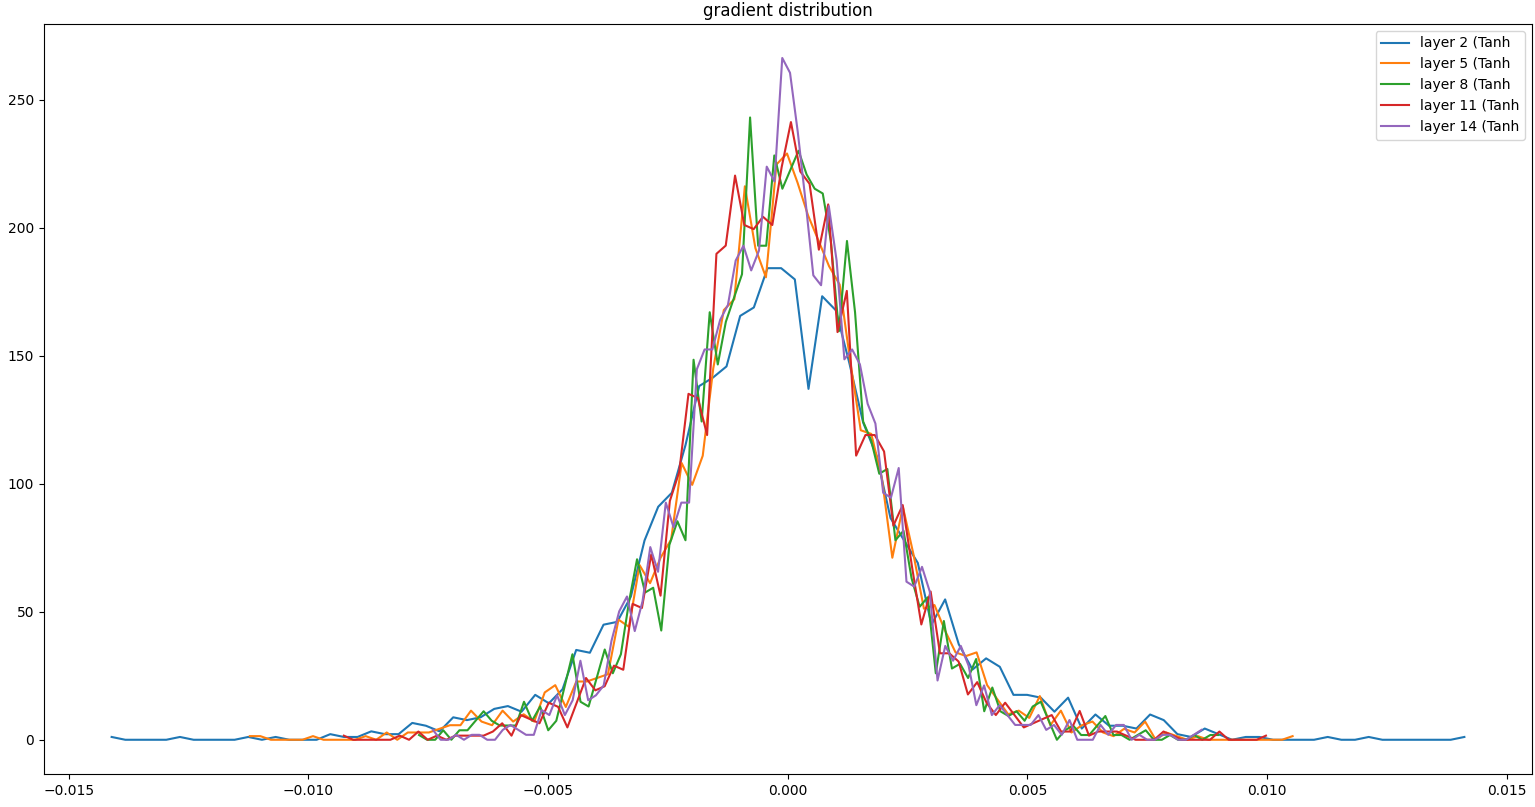 gradient distribution
layer 2 (Tanh
layer 5 (Tanh
layer 8 (Tanh
layer 11 (Tanh
layer 14 (Tanh
250
200
150
100
50
0
−0.015 −0.010 −0.005 0.000 0.005 0.010 0.015